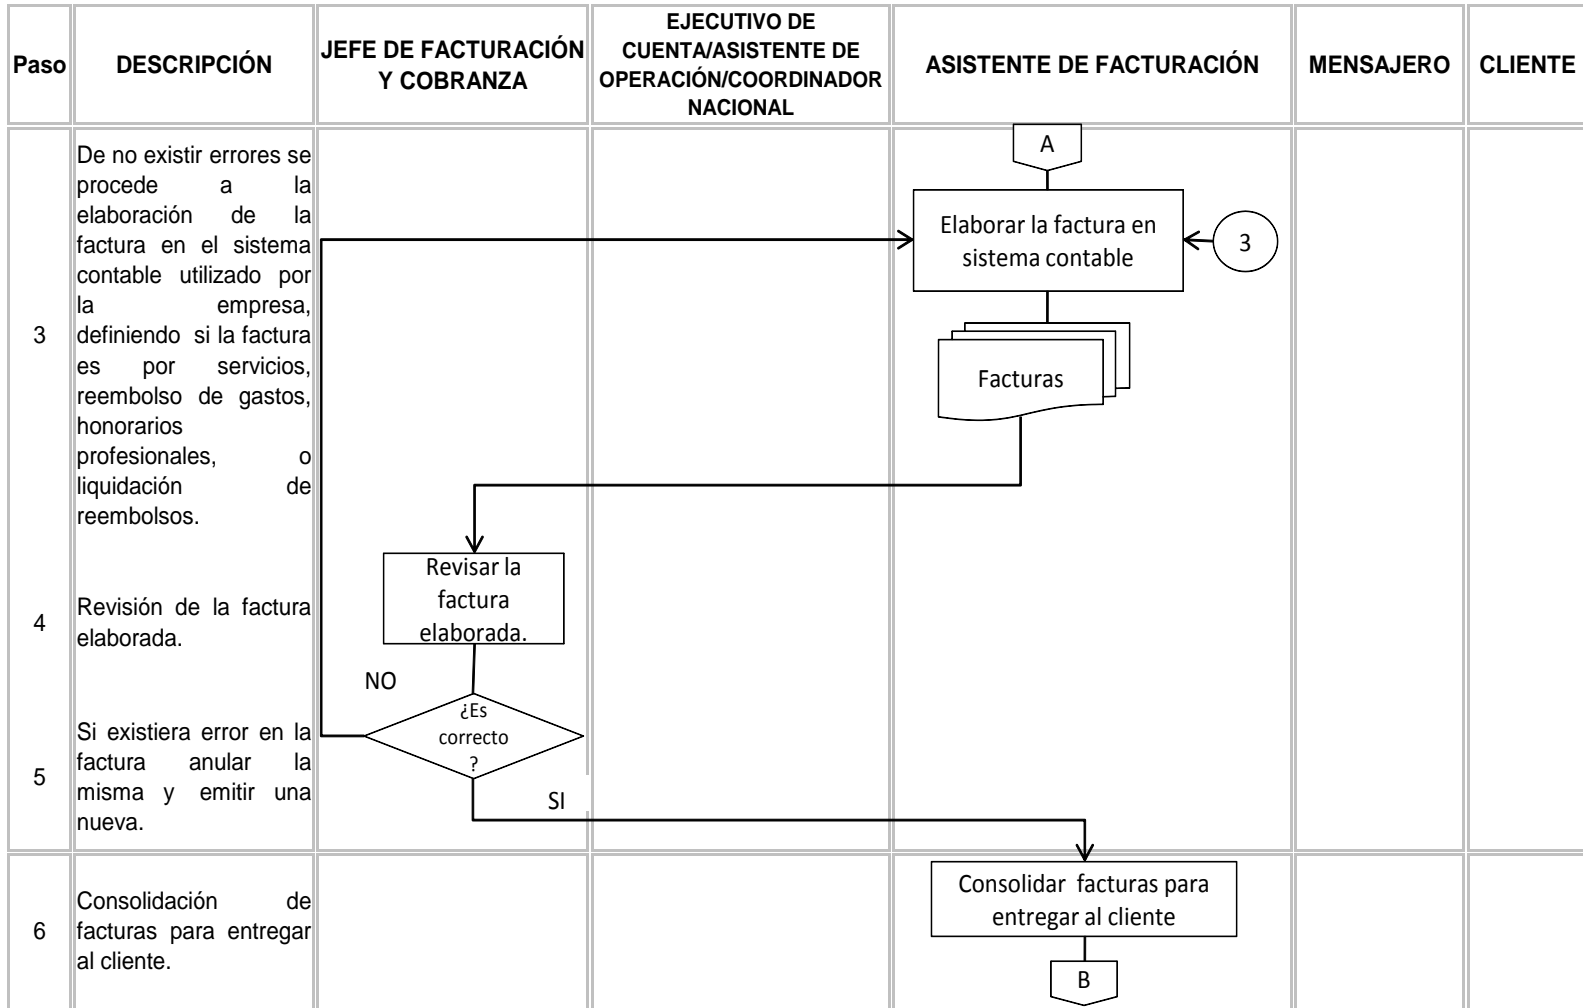 Paso
DESCRIPCIÓN
JEFE DE FACTURACIÓN
Y COBRANZA
EJECUTIVO DE
CUENTA/ASISTENTE DE
OPERACIÓN/COORDINADOR
NACIONAL
ASISTENTE DE FACTURACIÓN
MENSAJERO
CLIENTE
3
De no existir errores se
procede a la
elaboración de la
factura en el sistema
contable utilizado por
la empresa,
definiendo si la factura
es por servicios,
reembolso de gastos,
honorarios
profesionales, o
liquidación de
reembolsos.
A
Elaborar la factura en
sistema contable
3
Facturas
4
Revisión de la factura
elaborada.
Revisar la
factura
elaborada.
5
Si existiera error en la
factura anular la
misma y emitir una
nueva.
NO
¿Es
correcto
?
SI
6
Consolidación de
facturas para entregar
al cliente.
Consolidar facturas para
entregar al cliente
B